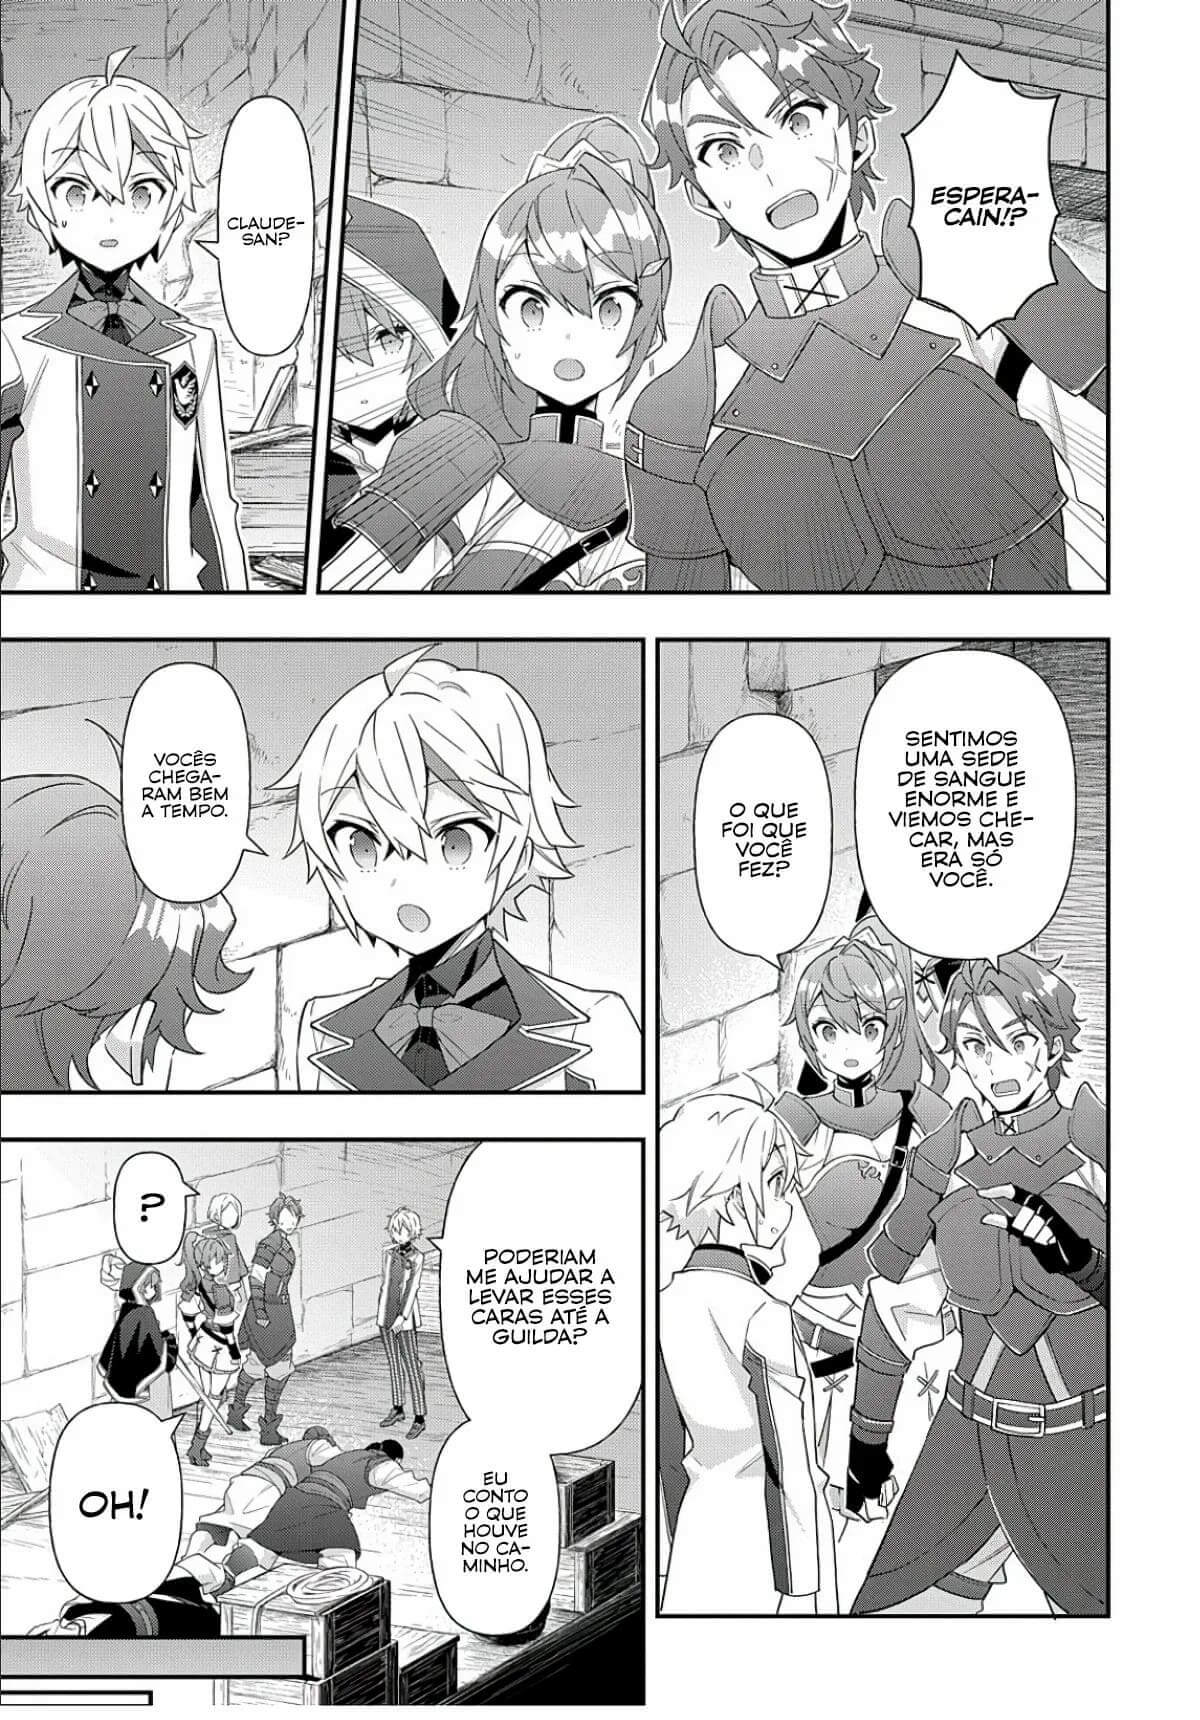 ESPERA-
CAIN!?
CLAUDE-
SAN?
SENTIMOS
UMA SEDE
DE SANGUE
ENORME E
VIEMOS CHE-
CAR, MAS
ERA SÓ
VOCÊ.
O QUE
FOI QUE
VOCÊ
FEZ?
VOCÊS
CHEGA-
RAM BEM
A TEMPO.
PODERIAM
ME AJUDAR A
LEVAR ESSES
CARAS ATÉ A
GUILDA?
EU
CONTO
O QUE
HOUVE
NO CA-
MINHO.
?
OH!